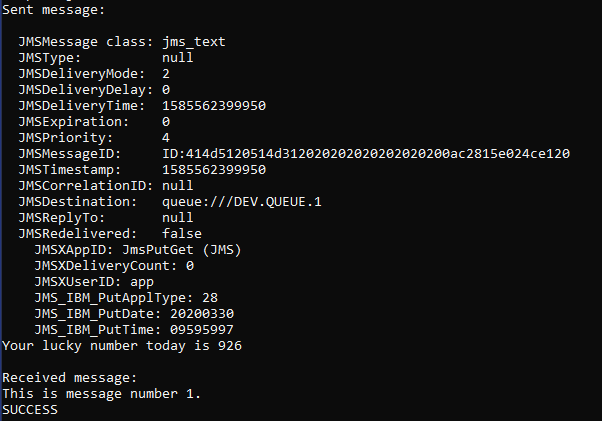 Sent message:
JMSMessage class: jms_text
JMSType: null
JMSDeliveryMode: 2
JMSDeliveryDelay: 0
JMSDeliveryTime: 1585562399950
JMSExpiration: 0
JMSPriority: 4
JMSMessageID: ID:414d5120514d312020202020202020200ac2815e024ce120
JMSTimestamp: 1585562399950
JMSCorrelationID: null
JMSDestination: queue:///DEV.QUEUE.1
JMSReplyTo: null
JMSRedelivered: false
JMSXAppID: JmsPutGet (JMS)
JMSXDeliveryCount: 0
JMSXUserID: app
JMS_IBM_PutApplType: 28
JMS_IBM_PutDate: 20200330
JMS_IBM_PutTime: 09595997
Your lucky number today is 926
Received message:
This is message number 1.
SUCCESS